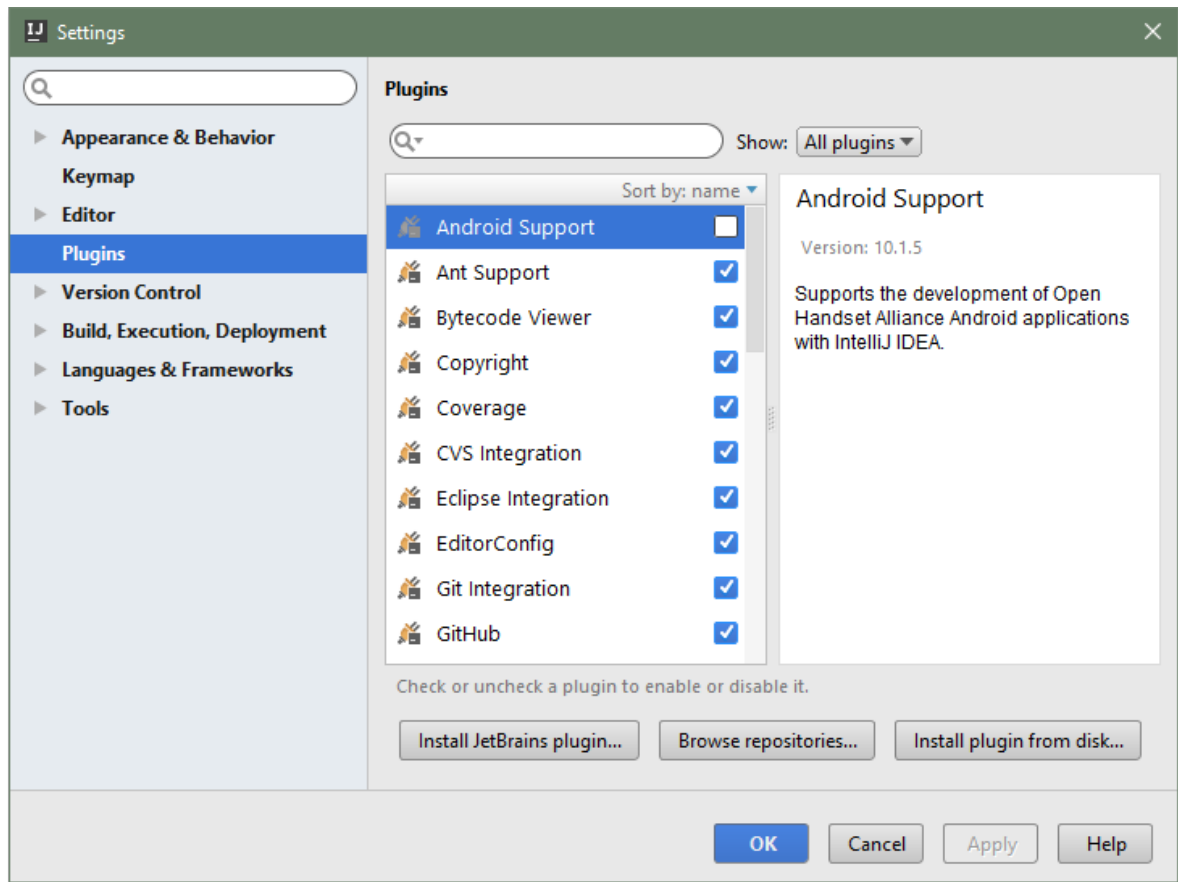 IJ Settings
Appearance & Behavior
Keymap
Editor
Plugins
Version Control
Build, Execution, Deployment
Languages & Frameworks
Tools
Plugins
Show: All plugins
Sort by: name
Android Support
Ant Support
Bytecode Viewer
Copyright
Coverage
CVS Integration
Eclipse Integration
EditorConfig
Git Integration
GitHub
Android Support
Version: 10.1.5
Supports the development of Open
Handset Alliance Android applications
with IntelliJ IDEA.
Check or uncheck a plugin to enable or disable it.
Install JetBrains plugin... Browse repositories... Install plugin from disk...
OK Cancel Apply Help